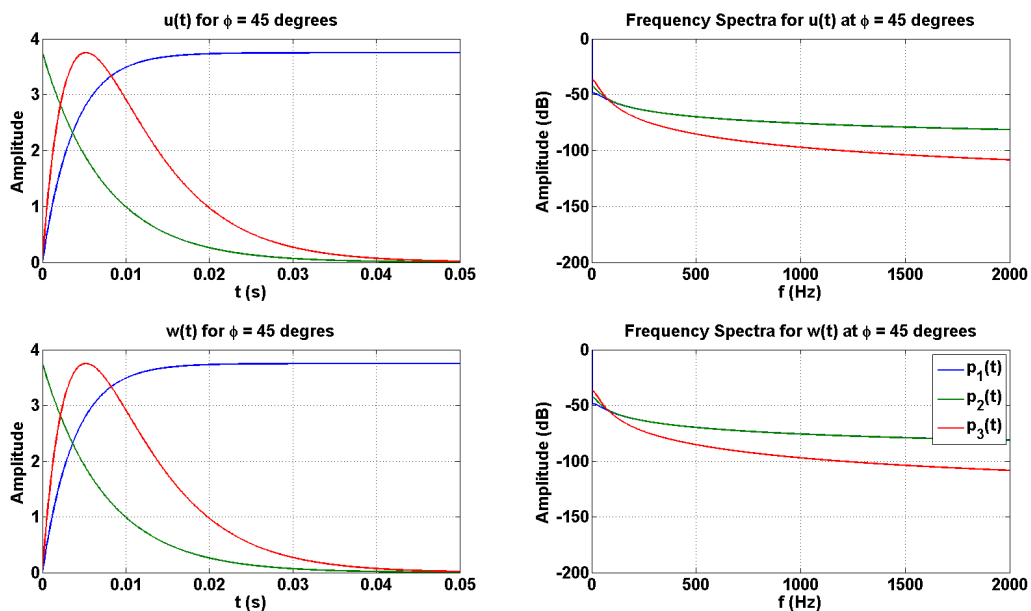 u(t) for ϕ = 45 degrees
Amplitude
4
3
2
1
0
0 0.01 0.02 0.03 0.04 0.05
t (s)
Frequency Spectra for u(t) at ϕ = 45 degrees
Amplitude (dB)
0
-50
-100
-150
-200
0 500 1000 1500 2000
f (Hz)
w(t) for ϕ = 45 degres
Amplitude
4
3
2
1
0
0 0.01 0.02 0.03 0.04 0.05
t (s)
Frequency Spectra for w(t) at ϕ = 45 degrees
Amplitude (dB)
0
-50
-100
-150
-200
0 500 1000 1500 2000
f (Hz)
p1(t)
p2(t)
p3(t)